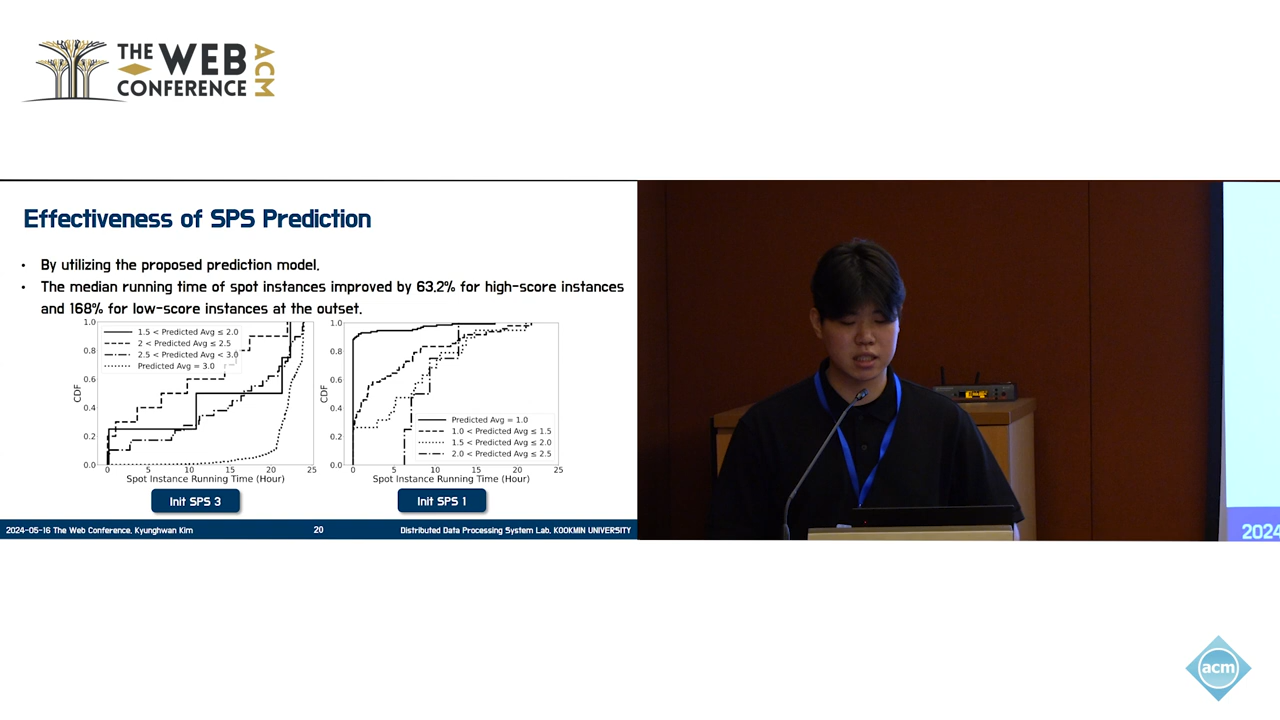 THE WEB
CONFERENCE
ACM
Effectiveness of SPS Prediction
• By utilizing the proposed prediction model,
• The median running time of spot instances improved by 63.2% for high-score instances
and 168% for low-score instances at the outset.
1.0
0.8
0.6
0.4
0.2
0.0
CDF
1.5 < Predicted Avg ≤ 2.0
2 < Predicted Avg ≤ 2.5
2.5 < Predicted Avg < 3.0
Predicted Avg = 3.0
0 5 10 15 20 25
Spot Instance Running Time (Hour)
Init SPS 3
1.0
0.8
0.6
0.4
0.2
0.0
CDF
Predicted Avg = 1.0
1.0 < Predicted Avg ≤ 1.5
1.5 < Predicted Avg ≤ 2.0
2.0 < Predicted Avg ≤ 2.5
0 5 10 15 20 25
Spot Instance Running Time (Hour)
Init SPS 1
2024-05-16 The Web Conference, Kyunghwan Kim
20
Distributed Data Processing System Lab, KOOKMIN UNIVERSITY
2024
acm